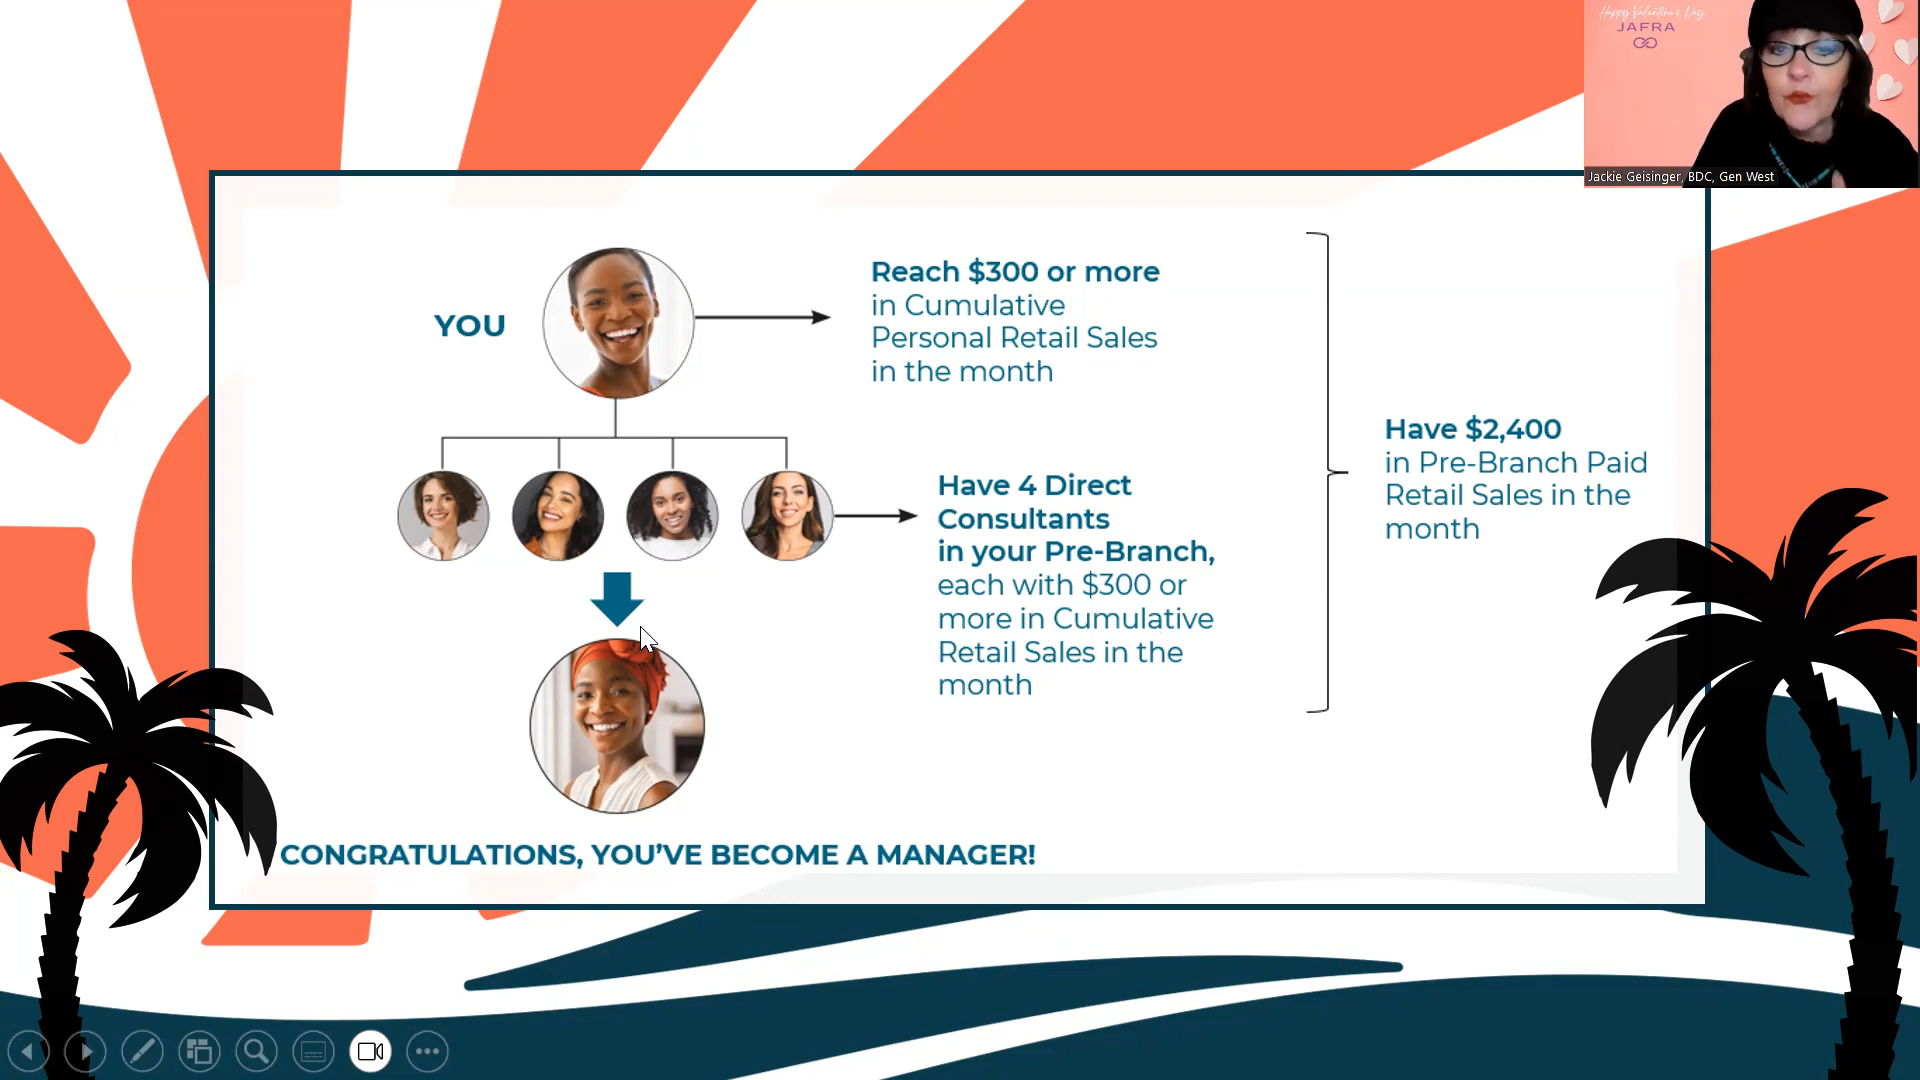 Happy Valentine's Day
JAFRA
Jackie Geisinger, BDC, Gen West
YOU
Reach $300 or more
in Cumulative
Personal Retail Sales
in the month
Have 4 Direct
Consultants
in your Pre-Branch,
each with $300 or
more in Cumulative
Retail Sales in the
month
Have $2,400
in Pre-Branch Paid
Retail Sales in the
month
CONGRATULATIONS, YOU'VE BECOME A MANAGER!